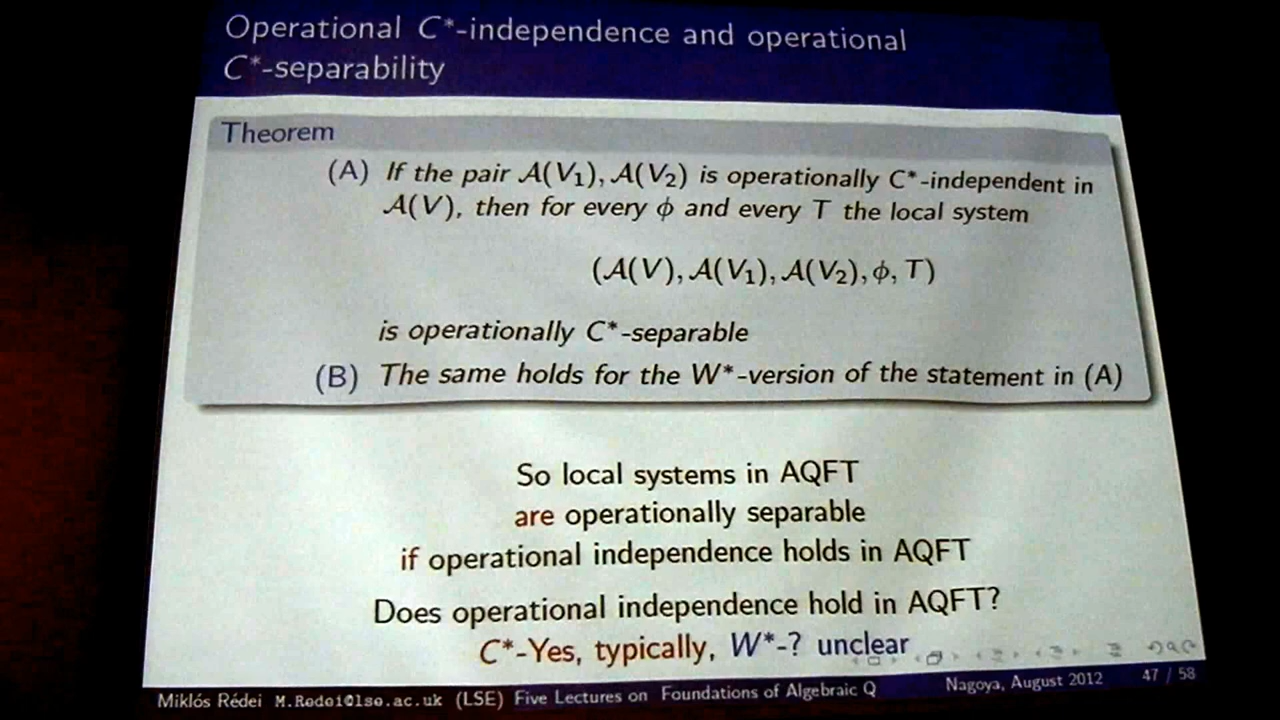 Operational C*-independence and operational
C*-separability
Theorem
(A) If the pair 𝒜(V₁), 𝒜(V₂) is operationally C*-independent in
𝒜(V), then for every ϕ and every T the local system
(𝒜(V), 𝒜(V₁), 𝒜(V₂), ϕ, T)
is operationally C*-separable
(B) The same holds for the W*-version of the statement in (A)
So local systems in AQFT
are operationally separable
if operational independence holds in AQFT
Does operational independence hold in AQFT?
C*-Yes, typically, W*-? unclear
Miklós Rédei M.Redei@lse.ac.uk (LSE) Five Lectures on Foundations of Algebraic Q Nagoya, August 2012 47 / 58